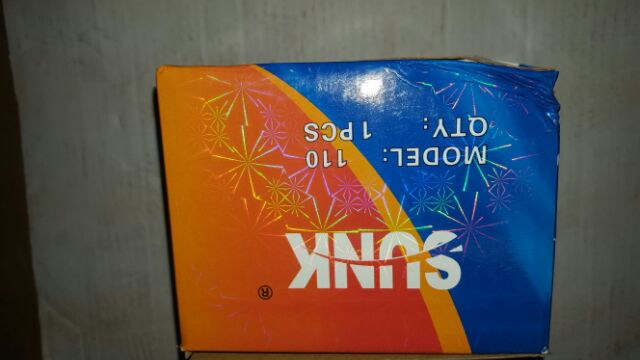 SUNK ®
MODEL: 110
QTY: 1PCS